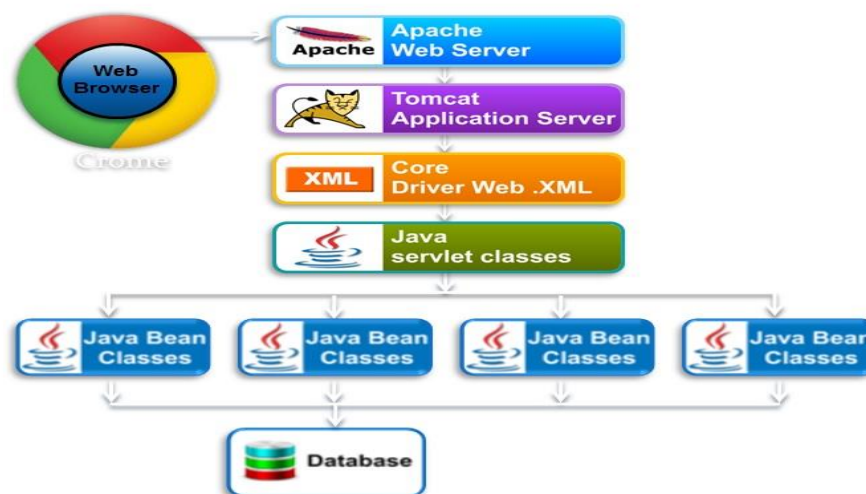 Web
Browser
Crome
Apache
Apache
Web Server
Tomcat
Application Server
XML
Core
Driver Web .XML
Java
servlet classes
Java Bean
Classes
Java Bean
Classes
Java Bean
Classes
Java Bean
Classes
Database